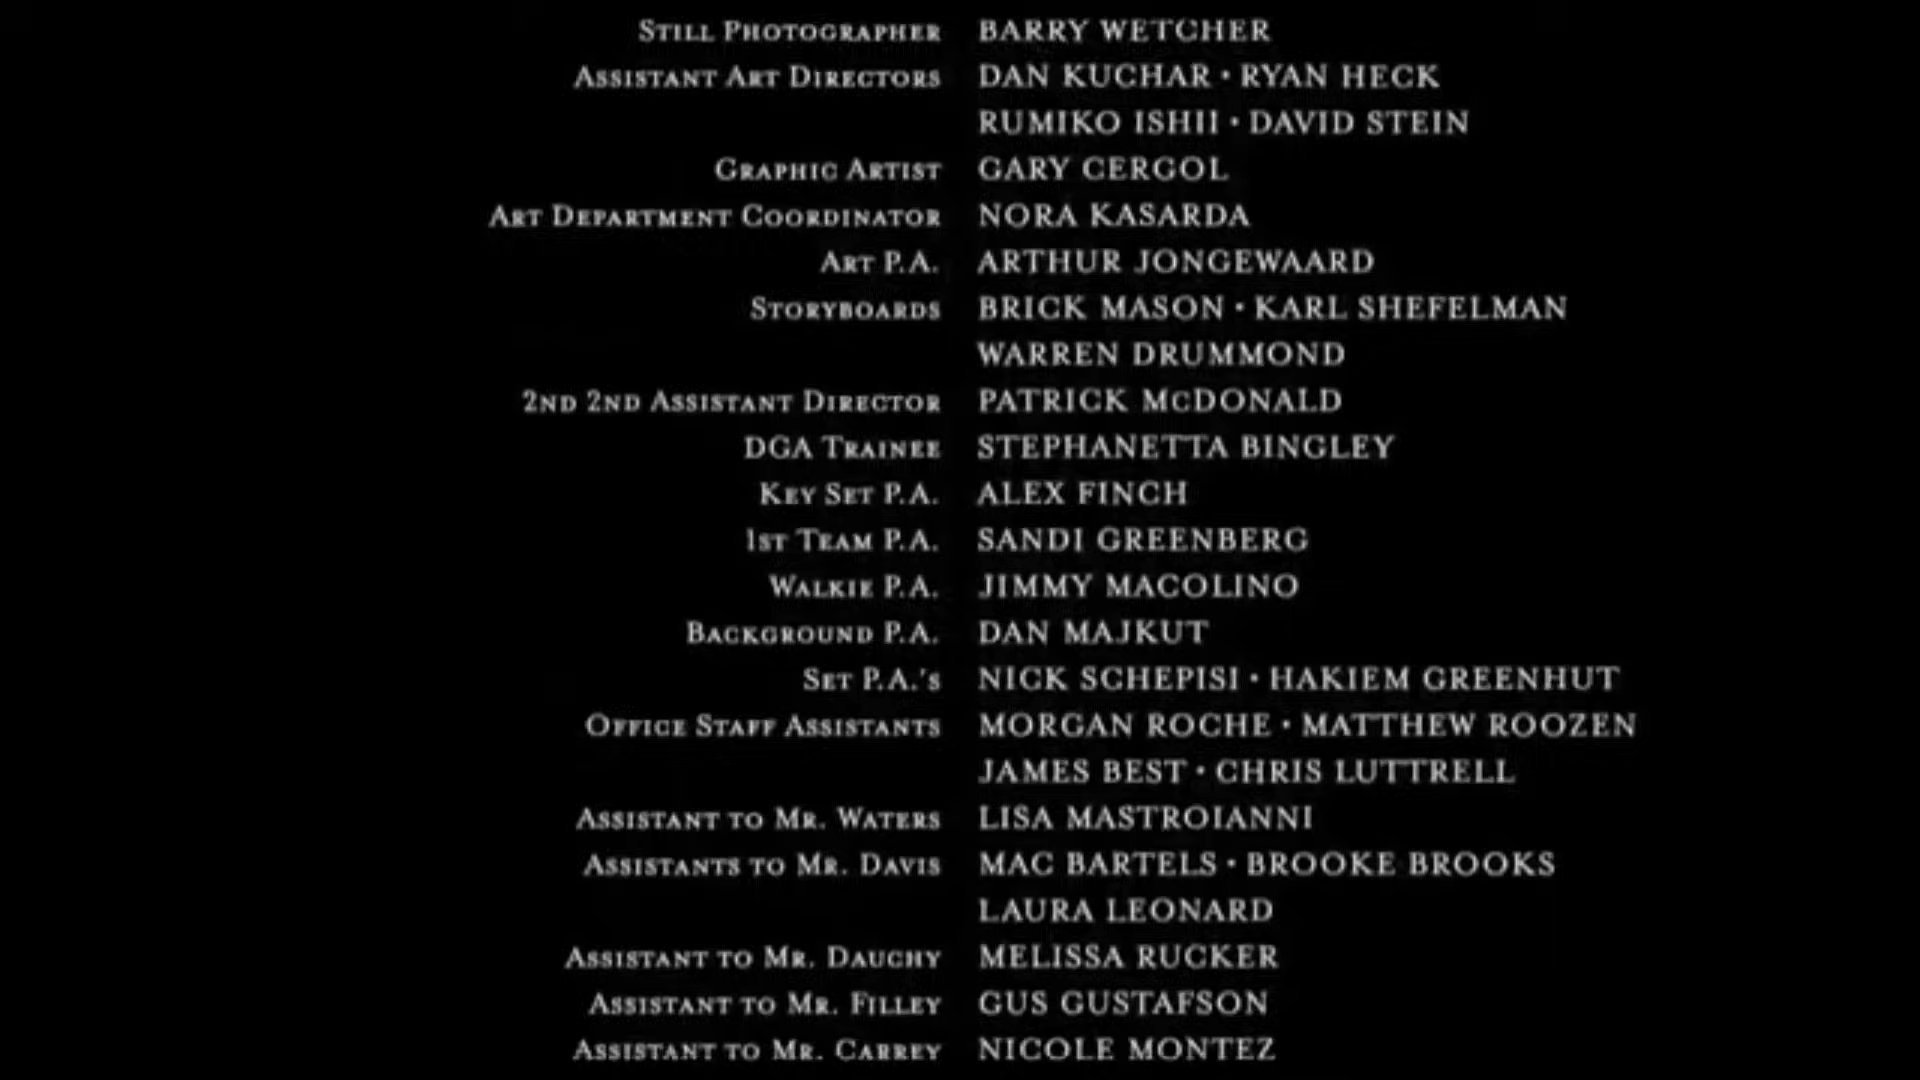 Still Photographer BARRY WETCHER
Assistant Art Directors DAN KUCHAR • RYAN HECK
RUMIKO ISHII • DAVID STEIN
Graphic Artist GARY CERGOL
Art Department Coordinator NORA KASARDA
Art P.A. ARTHUR JONGEWAARD
Storyboards BRICK MASON • KARL SHEFELMAN
WARREN DRUMMOND
2nd 2nd Assistant Director PATRICK McDONALD
DGA Trainee STEPHANETTA BINGLEY
Key Set P.A. ALEX FINCH
1st Team P.A. SANDI GREENBERG
Walkie P.A. JIMMY MACOLINO
Background P.A. DAN MAJKUT
Set P.A.'s NICK SCHEPISI • HAKIEM GREENHUT
Office Staff Assistants MORGAN ROCHE • MATTHEW ROOZEN
JAMES BEST • CHRIS LUTTRELL
Assistant to Mr. Waters LISA MASTROIANNI
Assistants to Mr. Davis MAC BARTELS • BROOKE BROOKS
LAURA LEONARD
Assistant to Mr. Dauchy MELISSA RUCKER
Assistant to Mr. Filley GUS GUSTAFSON
Assistant to Mr. Carrey NICOLE MONTEZ